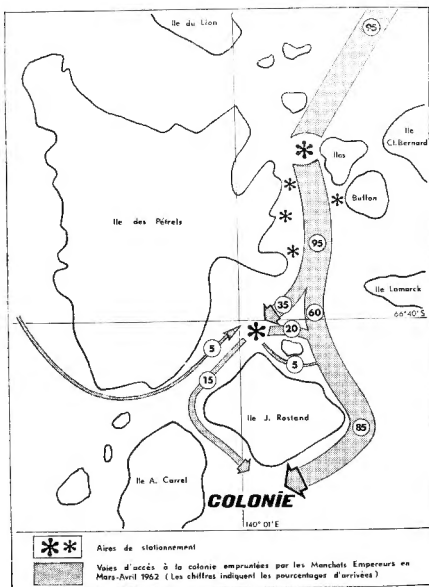 Ile du Lion
95
Ile
Cl. Bernard
Ilos
Buffon
Ile des Pétrels
95
Ile Lamarck
66°40'S
35
60
20
5
5
15
Ile J. Rostand
85
Ile A. Carrel
COLONIE
140° 01'E
Aires de stationnement
Voies d'accès à la colonie empruntées par les Manchots Empereurs en
Mars-Avril 1962 (Les chiffres indiquent les pourcentages d'arrivées)